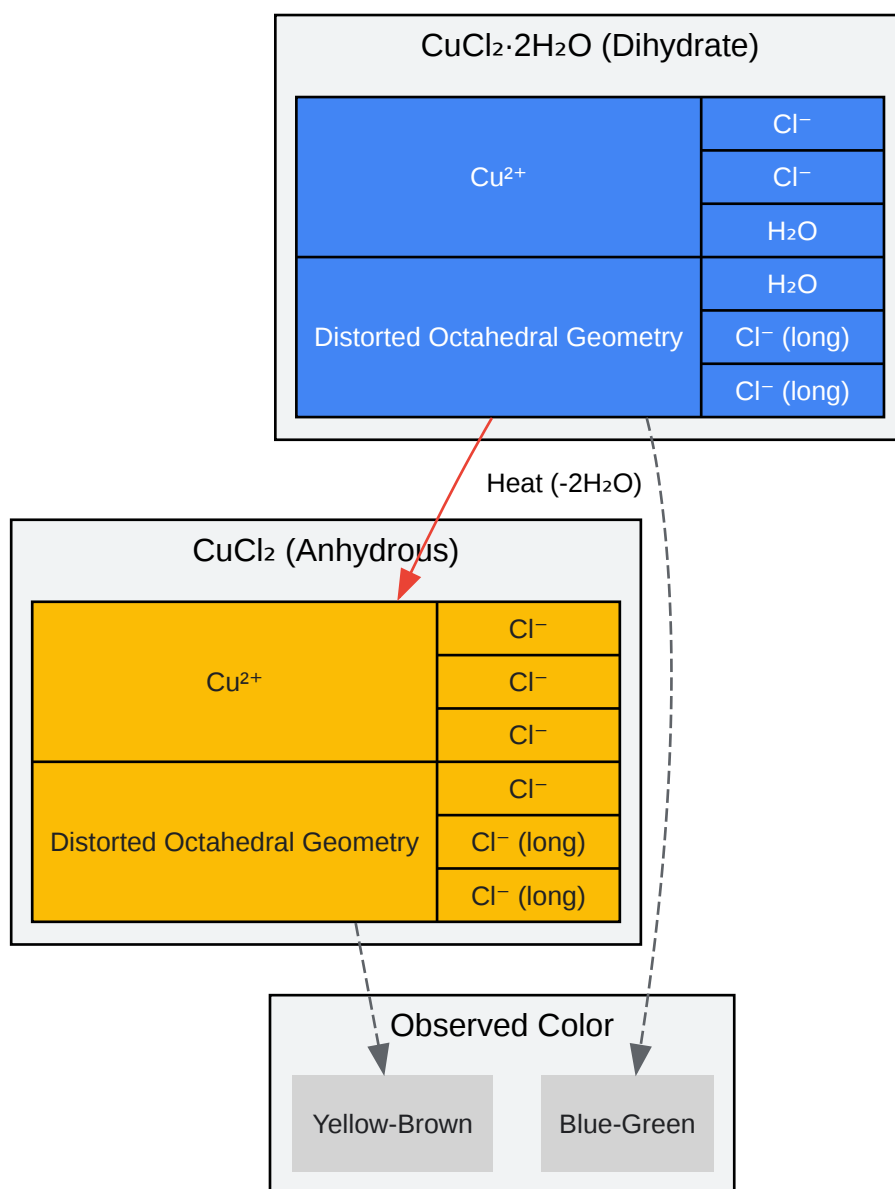 CuCl₂·2H₂O (Dihydrate)
Cu²⁺
Cl⁻
Cl⁻
H₂O
Distorted Octahedral Geometry
H₂O
Cl⁻ (long)
Cl⁻ (long)
Heat (-2H₂O)
CuCl₂ (Anhydrous)
Cu²⁺
Cl⁻
Cl⁻
Cl⁻
Distorted Octahedral Geometry
Cl⁻
Cl⁻ (long)
Cl⁻ (long)
Observed Color
Yellow-Brown
Blue-Green